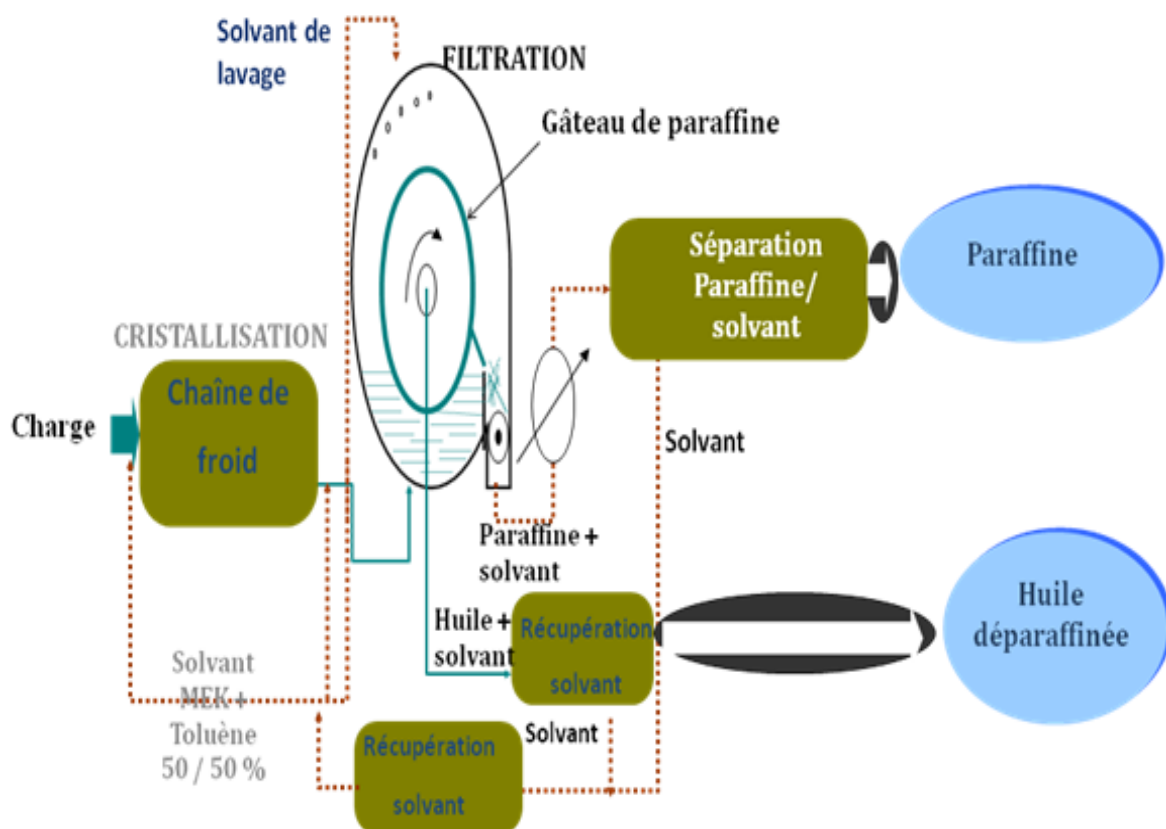 Solvant de
lavage
FILTRATION
Gâteau de paraffine
Séparation
Paraffine/
solvant
Paraffine
CRISTALLISATION
Chaîne de
froid
Charge
Solvant
Paraffine +
solvant
Huile +
solvant
Récupération
solvant
Huile
déparaffinée
Solvant
MEK +
Toluène
50 / 50 %
Récupération
solvant
Solvant